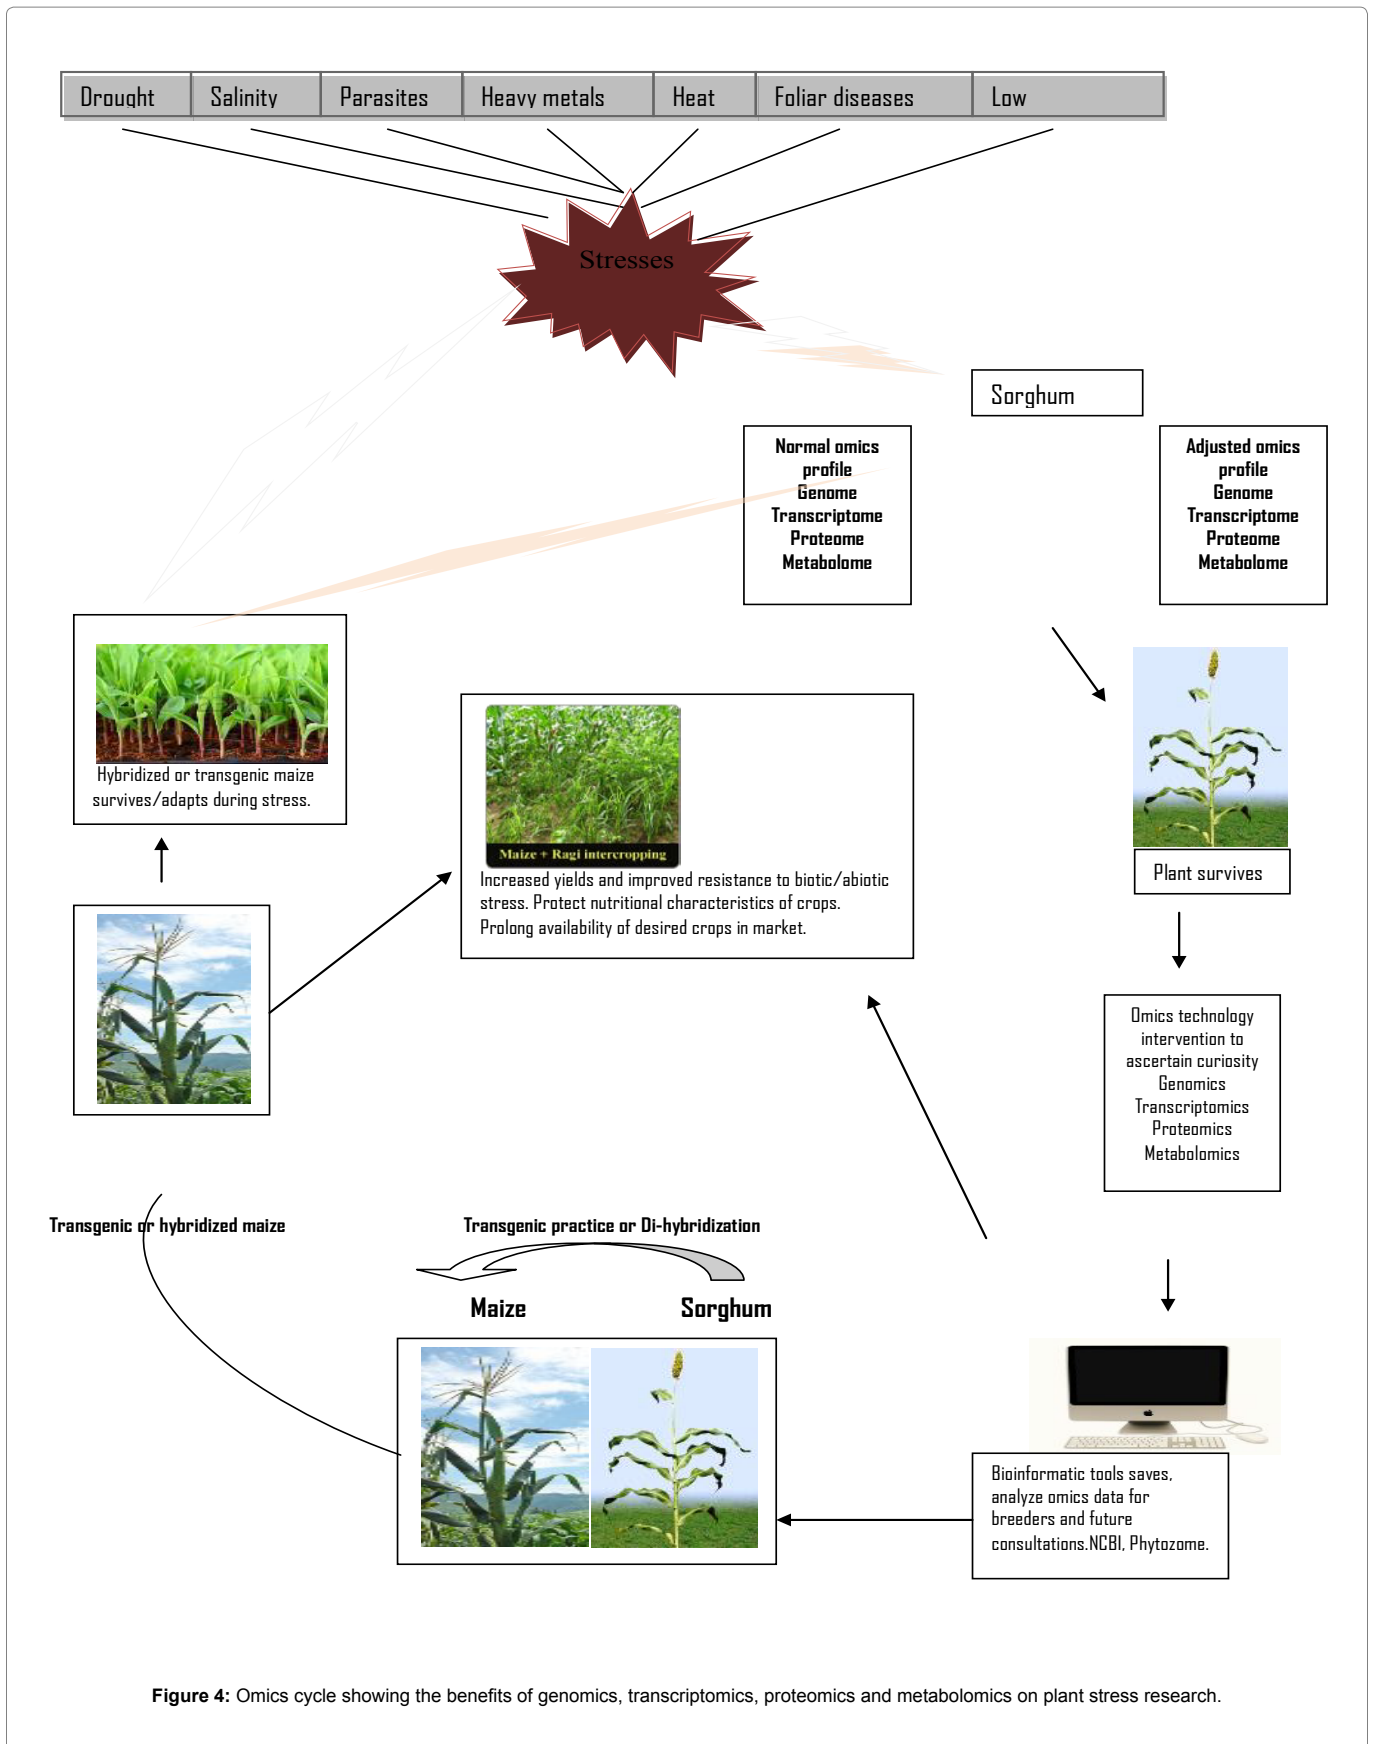 Drought Salinity Parasites Heavy metals Heat Foliar diseases Low
Stresses
Sorghum
Normal omics
profile
Genome
Transcriptome
Proteome
Metabolome
Adjusted omics
profile
Genome
Transcriptome
Proteome
Metabolome
Hybridized or transgenic maize
survives/adapts during stress.
Maize + Ragi intercropping
Increased yields and improved resistance to biotic/abiotic
stress. Protect nutritional characteristics of crops.
Prolong availability of desired crops in market.
Plant survives
Omics technology
intervention to
ascertain curiosity
Genomics
Transcriptomics
Proteomics
Metabolomics
Transgenic or hybridized maize
Transgenic practice or Di-hybridization
Maize Sorghum
Bioinformatic tools saves,
analyze omics data for
breeders and future
consultations.NCBI, Phytozome.
Figure 4: Omics cycle showing the benefits of genomics, transcriptomics, proteomics and metabolomics on plant stress research.